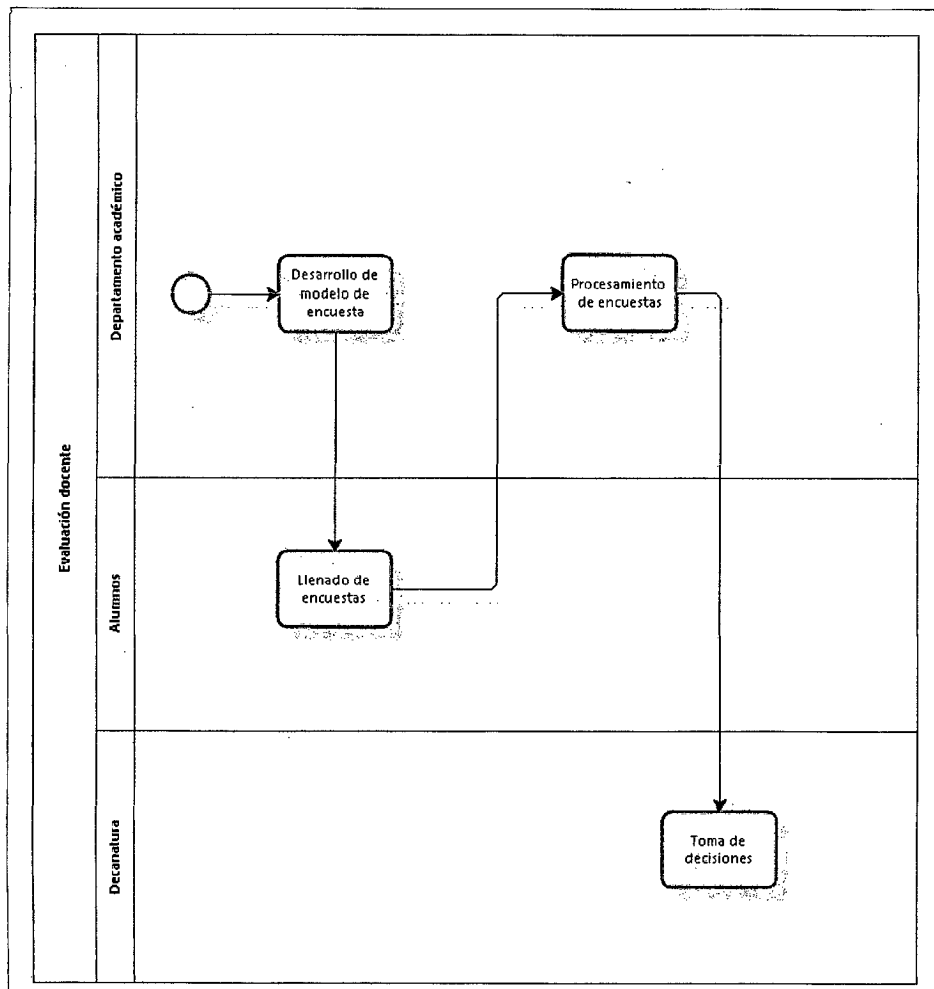 Evaluación docente
Departamento académico
Desarrollo de
modelo de
encuesta
Procesamiento
de encuestas
Alumnos
Llenado de
encuestas
Decanatura
Toma de
decisiones